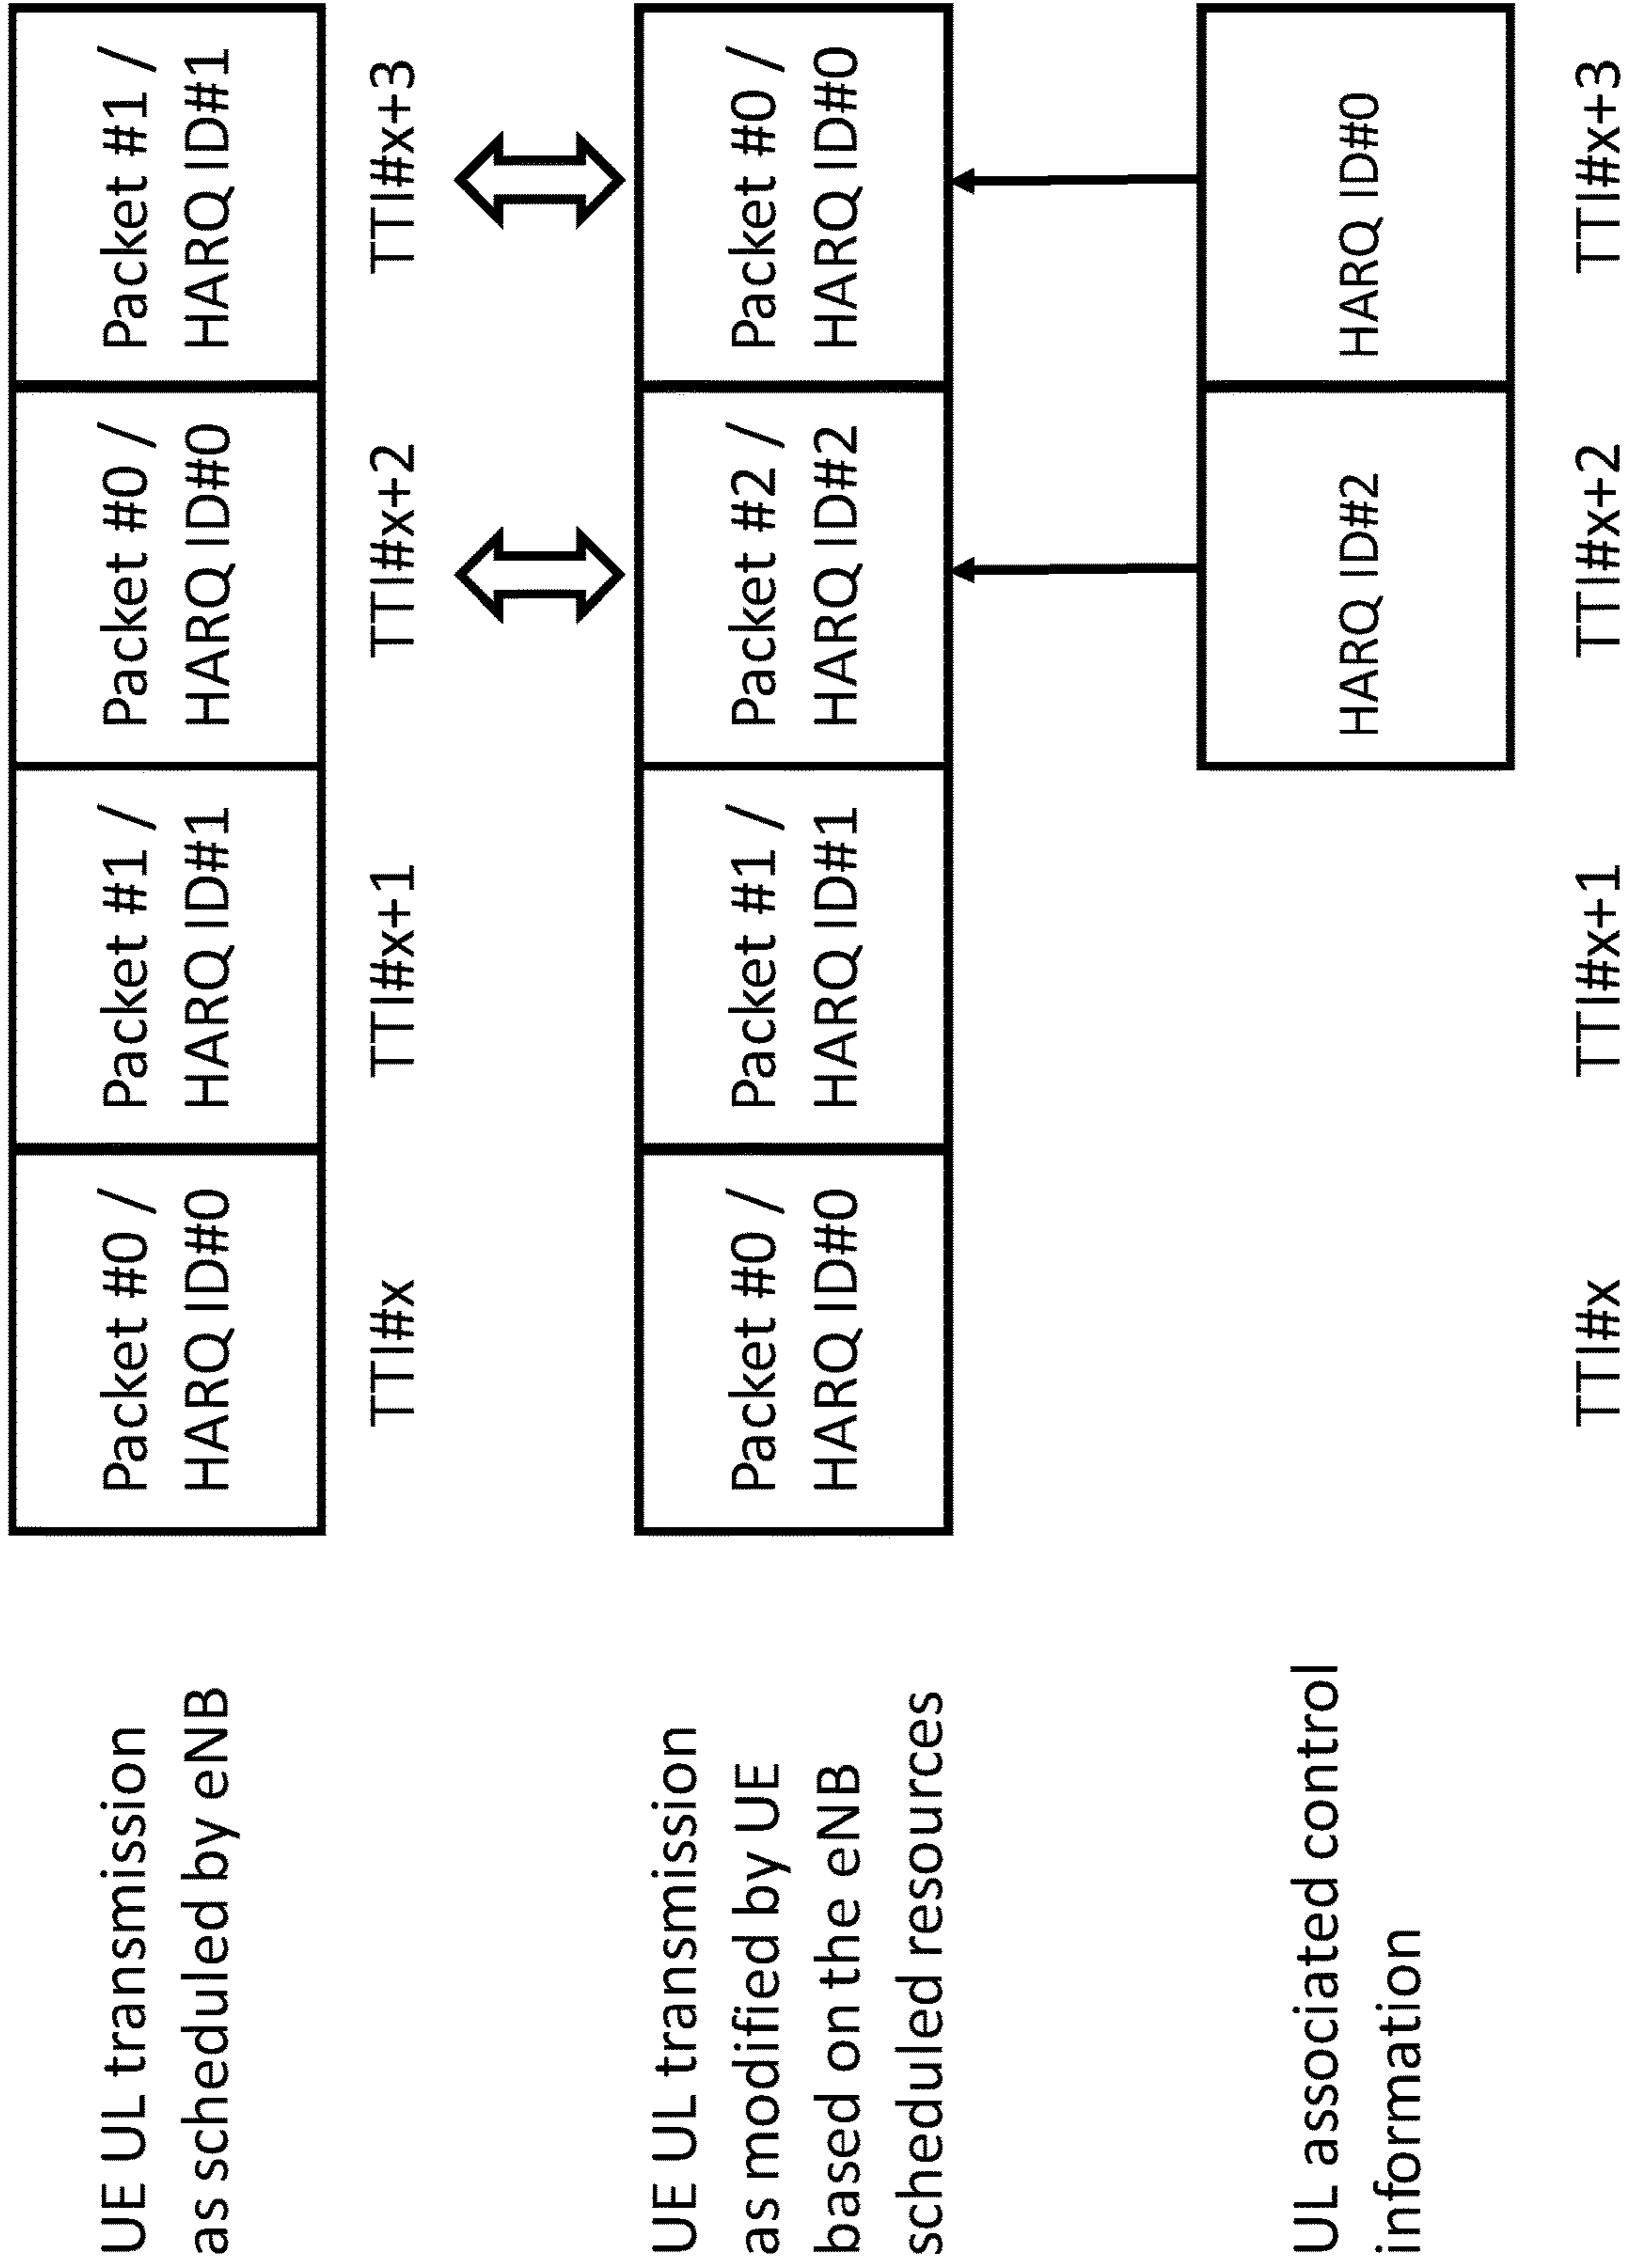 UE UL transmission
as scheduled by eNB
Packet #0 /
HARQ ID#0
Packet #1 /
HARQ ID#1
Packet #0 /
HARQ ID#0
Packet #1 /
HARQ ID#1
TTI#x
TTI#x+1
TTI#x+2
TTI#x+3
UE UL transmission
as modified by UE
based on the eNB
scheduled resources
Packet #0 /
HARQ ID#0
Packet #1 /
HARQ ID#1
Packet #2 /
HARQ ID#2
Packet #0 /
HARQ ID#0
UL associated control
information
HARQ ID#2
HARQ ID#0
TTI#x
TTI#x+1
TTI#x+2
TTI#x+3